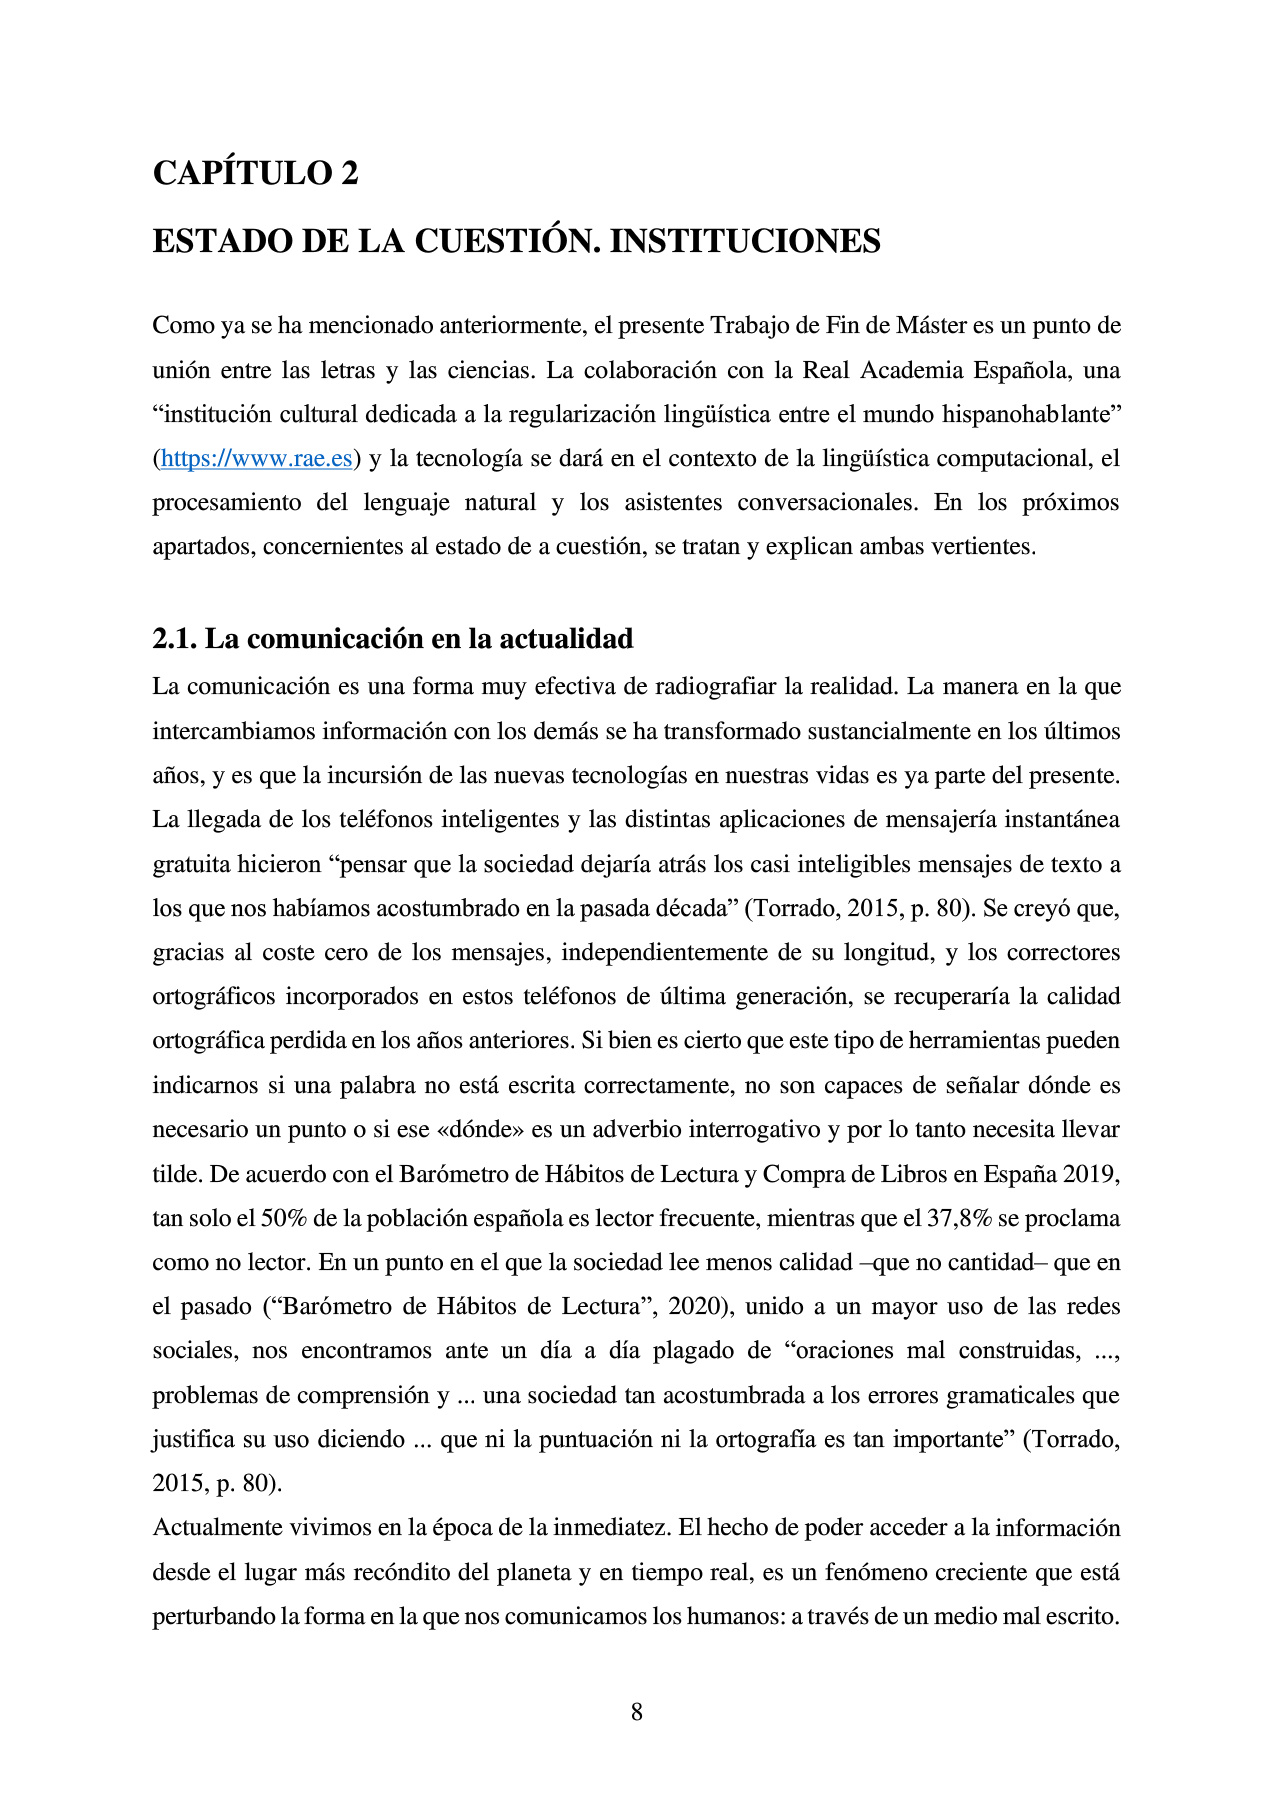 CAPÍTULO 2
ESTADO DE LA CUESTIÓN. INSTITUCIONES
Como ya se ha mencionado anteriormente, el presente Trabajo de Fin de Máster es un punto de
unión entre las letras y las ciencias. La colaboración con la Real Academia Española, una
“institución cultural dedicada a la regularización lingüística entre el mundo hispanohablante”
(https://www.rae.es) y la tecnología se dará en el contexto de la lingüística computacional, el
procesamiento del lenguaje natural y los asistentes conversacionales. En los próximos
apartados, concernientes al estado de a cuestión, se tratan y explican ambas vertientes.
2.1. La comunicación en la actualidad
La comunicación es una forma muy efectiva de radiografiar la realidad. La manera en la que
intercambiamos información con los demás se ha transformado sustancialmente en los últimos
años, y es que la incursión de las nuevas tecnologías en nuestras vidas es ya parte del presente.
La llegada de los teléfonos inteligentes y las distintas aplicaciones de mensajería instantánea
gratuita hicieron “pensar que la sociedad dejaría atrás los casi inteligibles mensajes de texto a
los que nos habíamos acostumbrado en la pasada década” (Torrado, 2015, p. 80). Se creyó que,
gracias al coste cero de los mensajes, independientemente de su longitud, y los correctores
ortográficos incorporados en estos teléfonos de última generación, se recuperaría la calidad
ortográfica perdida en los años anteriores. Si bien es cierto que este tipo de herramientas pueden
indicarnos si una palabra no está escrita correctamente, no son capaces de señalar dónde es
necesario un punto o si ese «dónde» es un adverbio interrogativo y por lo tanto necesita llevar
tilde. De acuerdo con el Barómetro de Hábitos de Lectura y Compra de Libros en España 2019,
tan solo el 50% de la población española es lector frecuente, mientras que el 37,8% se proclama
como no lector. En un punto en el que la sociedad lee menos calidad –que no cantidad– que en
el pasado (“Barómetro de Hábitos de Lectura”, 2020), unido a un mayor uso de las redes
sociales, nos encontramos ante un día a día plagado de “oraciones mal construidas, ...,
problemas de comprensión y ... una sociedad tan acostumbrada a los errores gramaticales que
justifica su uso diciendo ... que ni la puntuación ni la ortografía es tan importante” (Torrado,
2015, p. 80).
Actualmente vivimos en la época de la inmediatez. El hecho de poder acceder a la información
desde el lugar más recóndito del planeta y en tiempo real, es un fenómeno creciente que está
perturbando la forma en la que nos comunicamos los humanos: a través de un medio mal escrito.
8